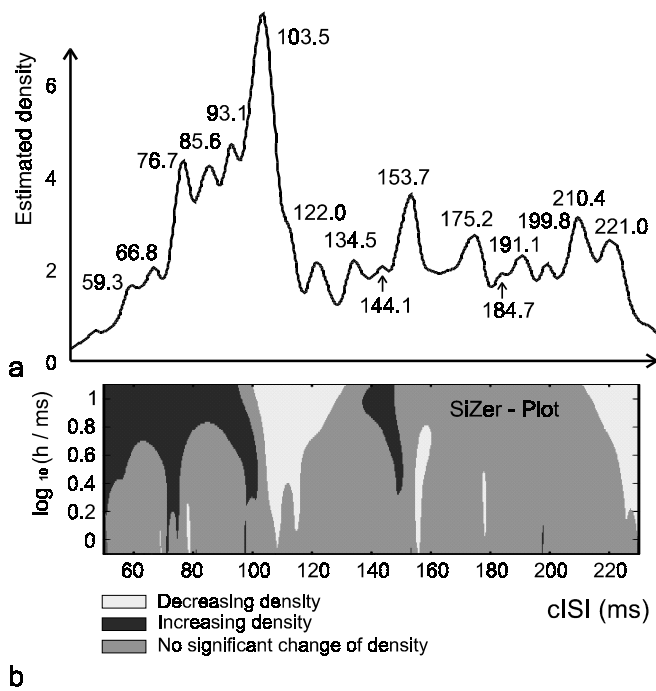 103.5
6
93.1
Estimated density
85.6
76.7
4
153.7
122.0
210.4
175.2
199.8
221.0
134.5
191.1
66.8
59.3
2
144.1
184.7
0
a
SiZer - Plot
log 10 (h / ms)
1
0.8
0.6
0.4
0.2
0
60 80 100 120 140 160 180 200 220
cISI (ms)
Decreasing density
Increasing density
No significant change of density
b